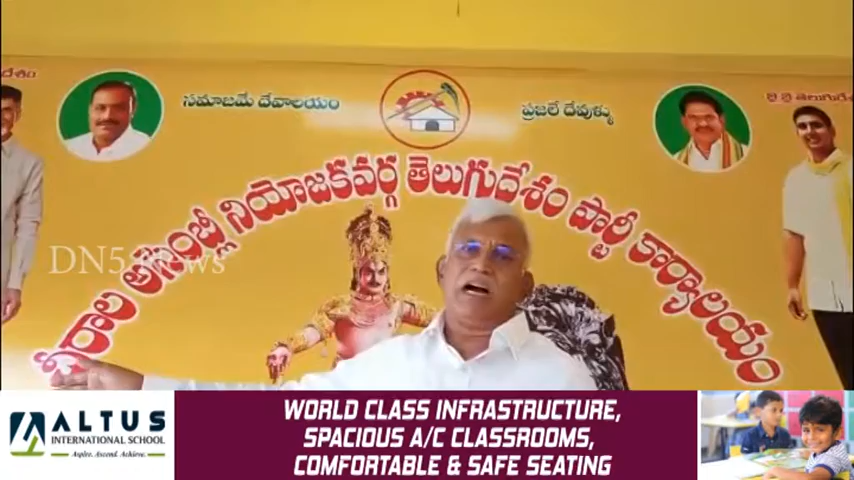 దేశం
సమాజమే దేవాలయం
ప్రజలే దేవుళ్ళు
జై జై తెలుగుదే
చీరాల అసెంబ్లీ నియోజకవర్గ తెలుగుదేశం పార్టీ కార్యాలయం
DN5 News
ALTUS
INTERNATIONAL SCHOOL
Aspire. Ascend. Achieve.
WORLD CLASS INFRASTRUCTURE,
SPACIOUS A/C CLASSROOMS,
COMFORTABLE & SAFE SEATING